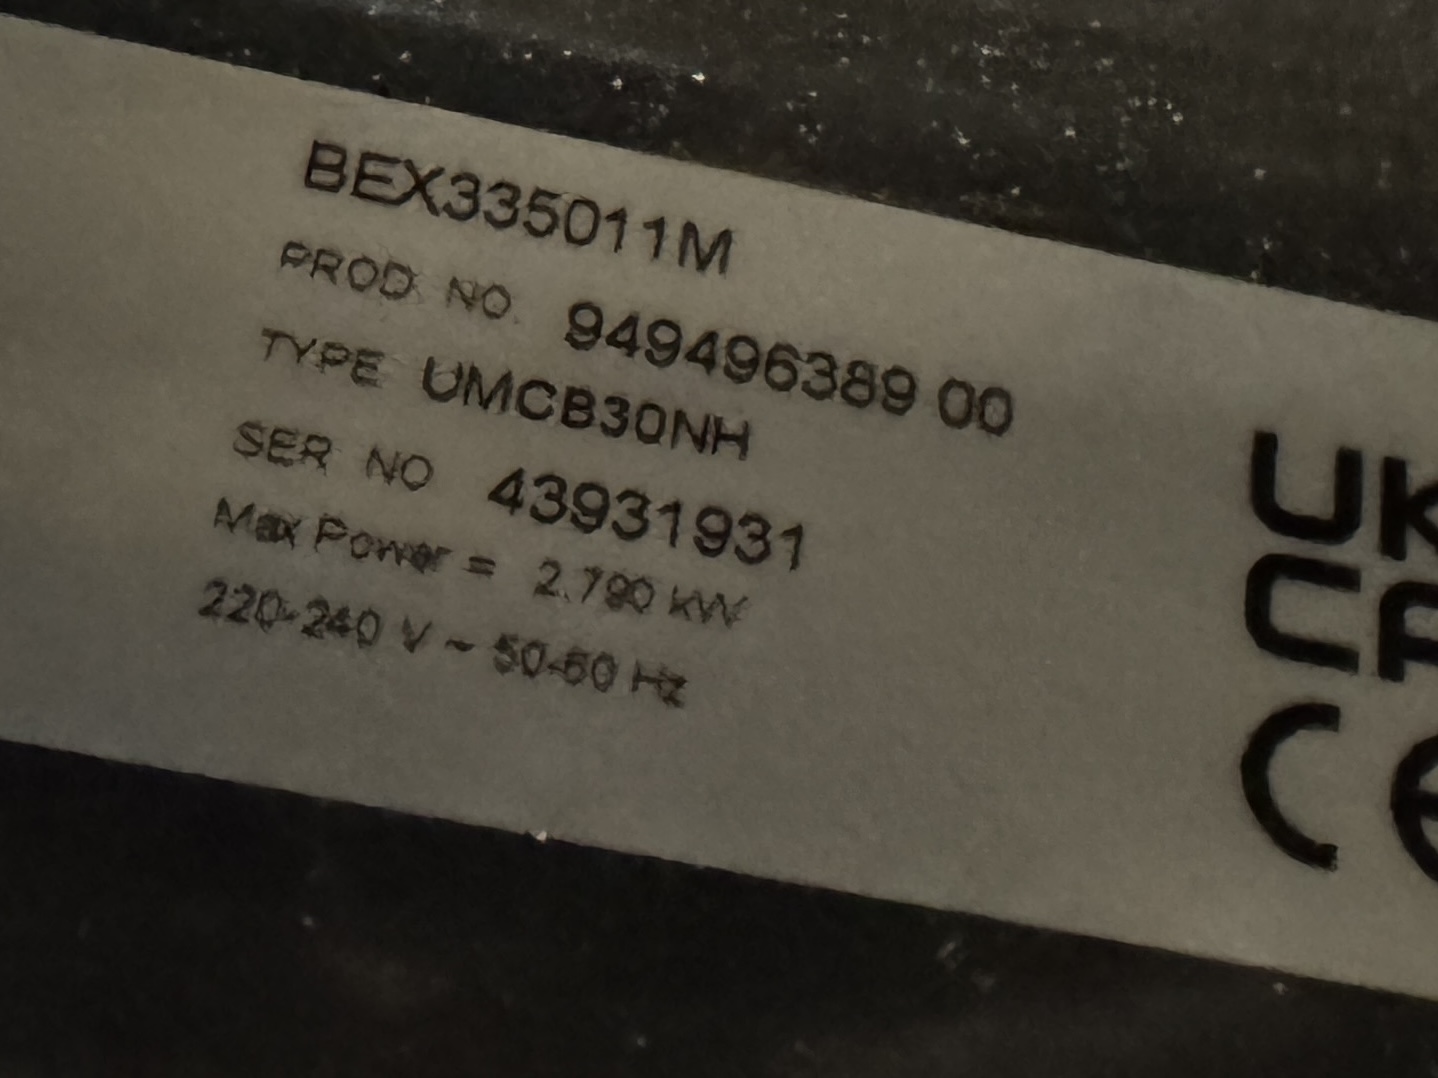 BEX335011M
PROD NO. 949496389 00
TYPE UMCB30NH
SER NO 43931931
Max Power = 2.790 kW
220-240 V ~ 50-60 Hz
UK
CA
CE